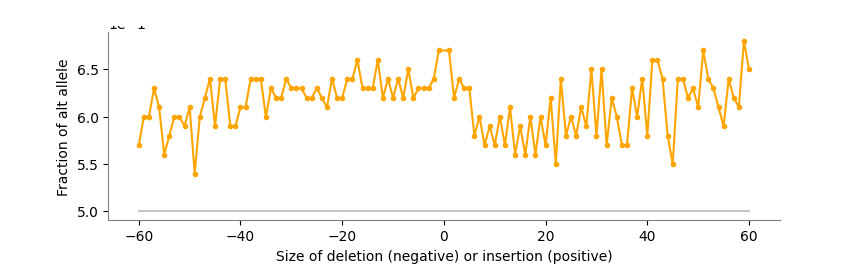 6.5
6.0
5.5
5.0
Fraction of alt allele
−60 −40 −20 0 20 40 60
Size of deletion (negative) or insertion (positive)